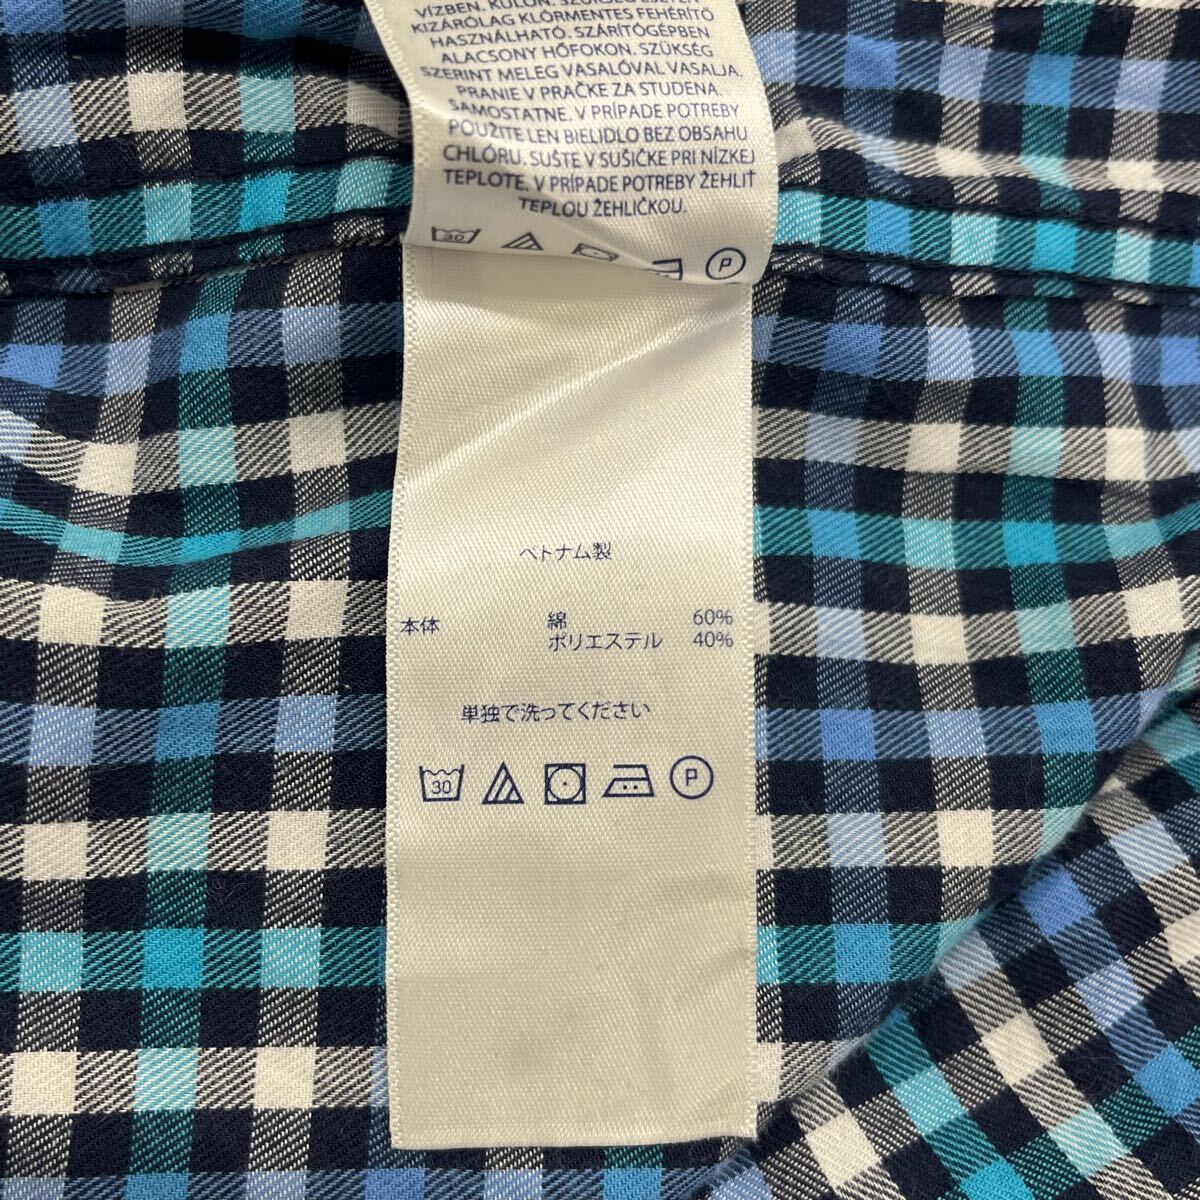 VÍZBEN. KÜLÖN. SZÜKSÉG ESETÉN
KIZÁRÓLAG KLÓRMENTES FEHÉRÍTŐ
HASZNÁLHATÓ. SZÁRÍTÓGÉPBEN
ALACSONY HŐFOKON. SZÜKSÉG
SZERINT MELEG VASALÓVAL VASALJA.
PRANIE V PRAČKE ZA STUDENA.
SAMOSTATNE. V PRÍPADE POTREBY
POUŽITE LEN BIELIDLO BEZ OBSAHU
CHLÓRU. SUŠTE V SUŠIČKE PRI NÍZKEJ
TEPLOTE. V PRÍPADE POTREBY ŽEHLIŤ
TEPLOU ŽEHLIČKOU.
30 P
ベトナム製
本体 綿 60%
ポリエステル 40%
単独で洗ってください
30 P